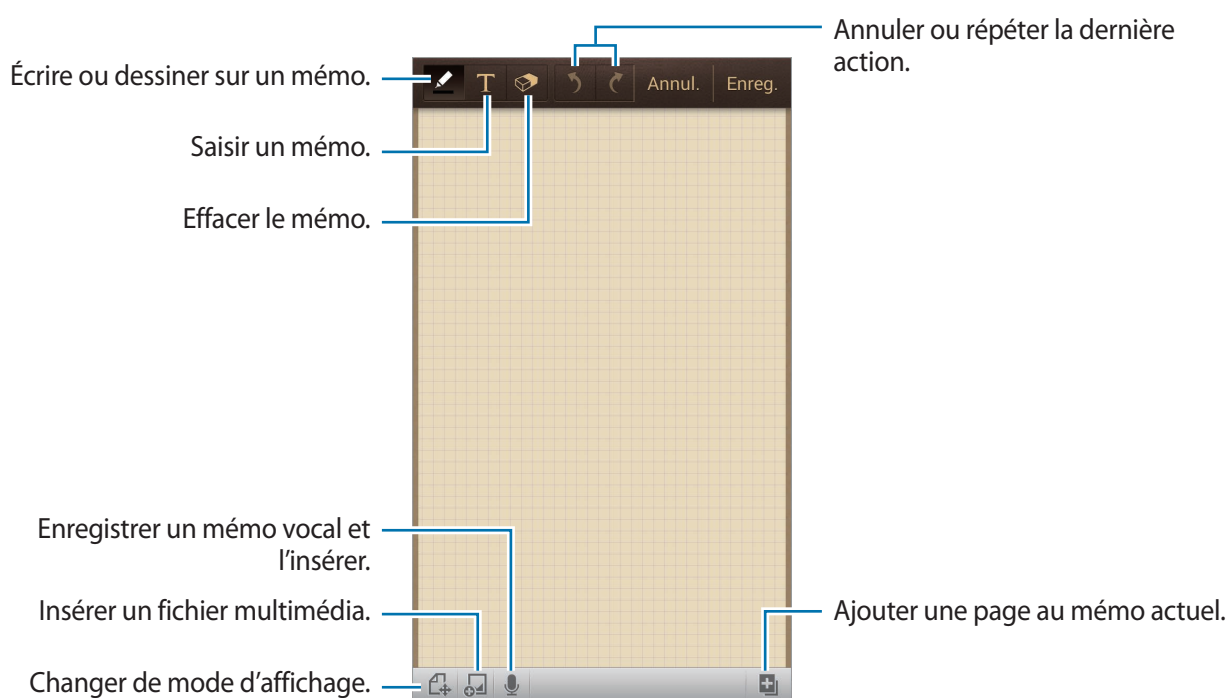 Annuler ou répéter la dernière
action.
Écrire ou dessiner sur un mémo.
T
Annul.
Enreg.
Saisir un mémo.
Effacer le mémo.
Enregistrer un mémo vocal et
l’insérer.
Insérer un fichier multimédia.
Ajouter une page au mémo actuel.
Changer de mode d’affichage.